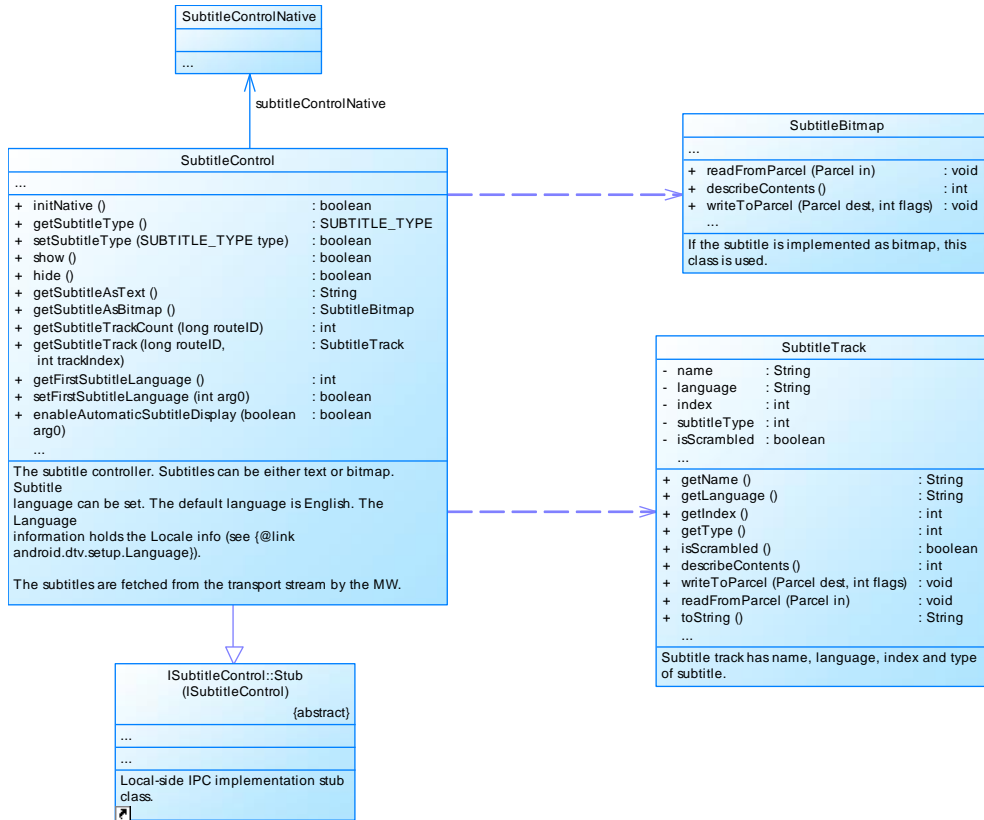 SubtitleControlNative
...
subtitleControlNative
SubtitleControl
...
+ initNative () : boolean
+ getSubtitleType () : SUBTITLE_TYPE
+ setSubtitleType (SUBTITLE_TYPE type) : boolean
+ show () : boolean
+ hide () : boolean
+ getSubtitleAsText () : String
+ getSubtitleAsBitmap () : SubtitleBitmap
+ getSubtitleTrackCount (long routeID) : int
+ getSubtitleTrack (long routeID, : SubtitleTrack
int trackIndex)
+ getFirstSubtitleLanguage () : int
+ setFirstSubtitleLanguage (int arg0) : boolean
+ enableAutomaticSubtitleDisplay (boolean : boolean
arg0)
...
The subtitle controller. Subtitles can be either text or bitmap.
Subtitle
language can be set. The default language is English. The
Language
information holds the Locale info (see {@link
android.dtv.setup.Language}).
The subtitles are fetched from the transport stream by the MW.
ISubtitleControl::Stub
(ISubtitleControl)
{abstract}
...
...
Local-side IPC implementation stub
class.
SubtitleBitmap
...
+ readFromParcel (Parcel in) : void
+ describeContents () : int
+ writeToParcel (Parcel dest, int flags) : void
...
If the subtitle is implemented as bitmap, this
class is used.
SubtitleTrack
- name : String
- language : String
- index : int
- subtitleType : int
- isScrambled : boolean
...
+ getName () : String
+ getLanguage () : String
+ getIndex () : int
+ getType () : int
+ isScrambled () : boolean
+ describeContents () : int
+ writeToParcel (Parcel dest, int flags) : void
+ readFromParcel (Parcel in) : void
+ toString () : String
...
Subtitle track has name, language, index and type
of subtitle.